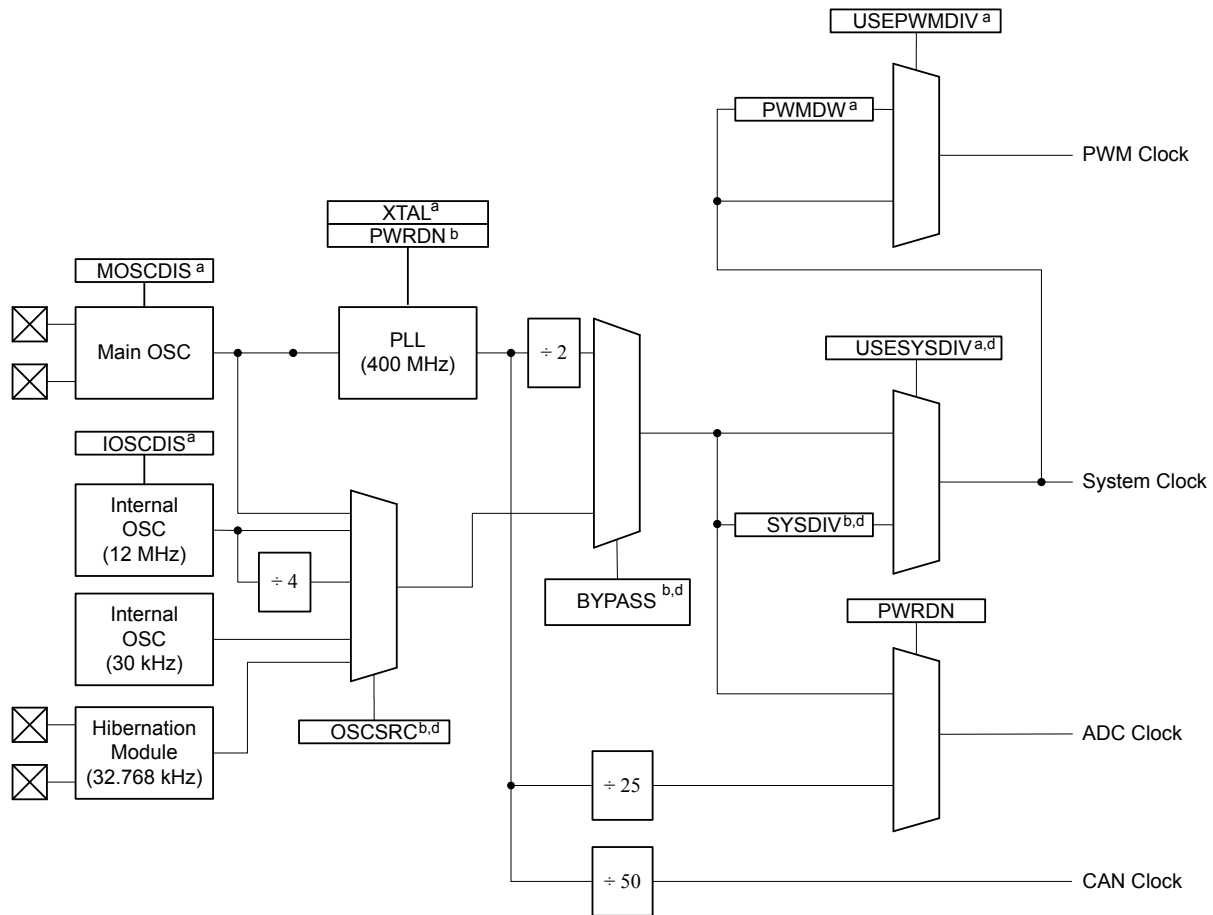 USEPWMDIV a
PWMDW a
PWM Clock
XTAL a
PWRDN b
MOSCDIS a
Main OSC
PLL
(400 MHz)
÷ 2
USESYSDIV a,d
IOSCDIS a
Internal
OSC
(12 MHz)
÷ 4
System Clock
SYSDIV b,d
BYPASS b,d
PWRDN
Internal
OSC
(30 kHz)
OSCSRC b,d
Hibernation
Module
(32.768 kHz)
ADC Clock
÷ 25
÷ 50
CAN Clock